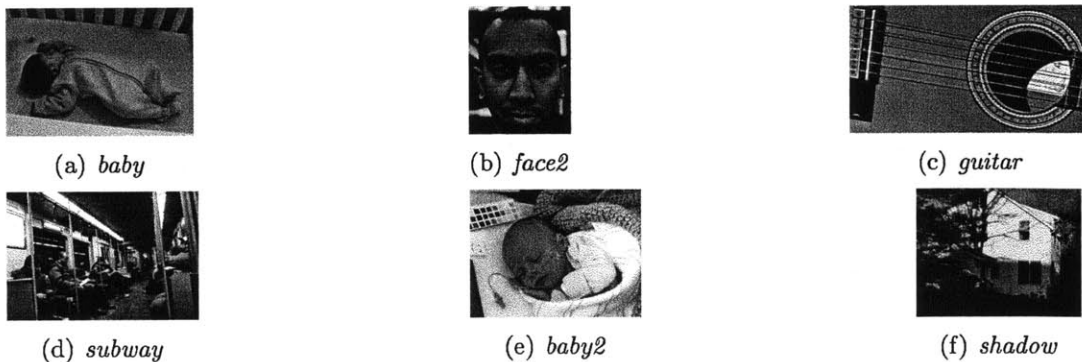 (a) baby
(b) face2
(c) guitar
(d) subway
(e) baby2
(f) shadow